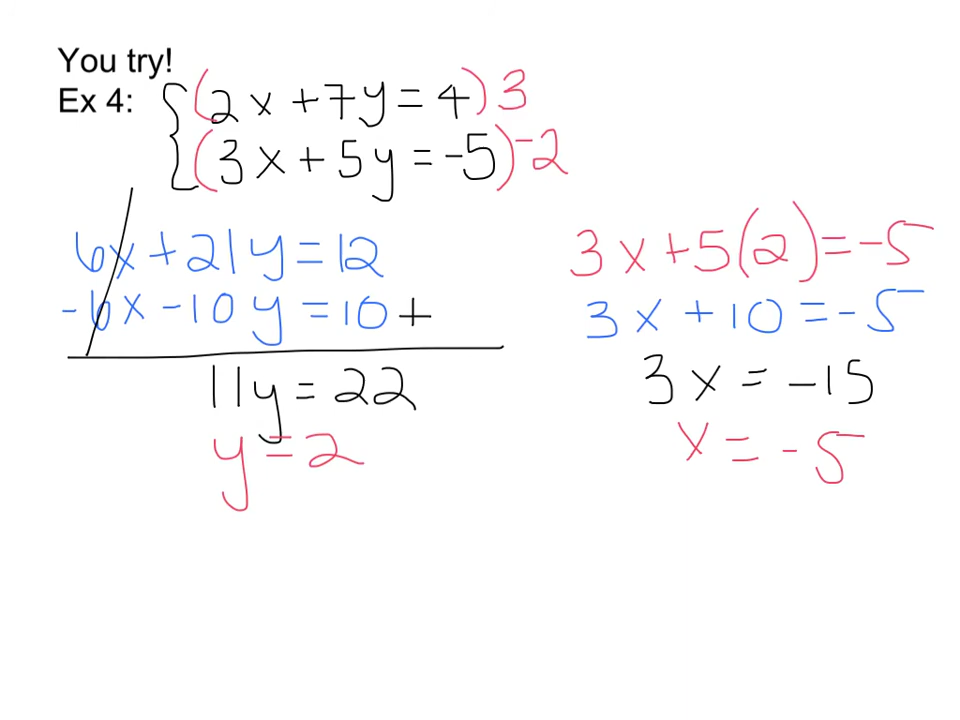 You try!
Ex 4: (2x + 7y = 4) 3
(3x + 5y = -5) -2
6x + 21y = 12
-6x - 10y = 10 +
11y = 22
y = 2
3x + 5(2) = -5
3x + 10 = -5
3x = -15
x = -5